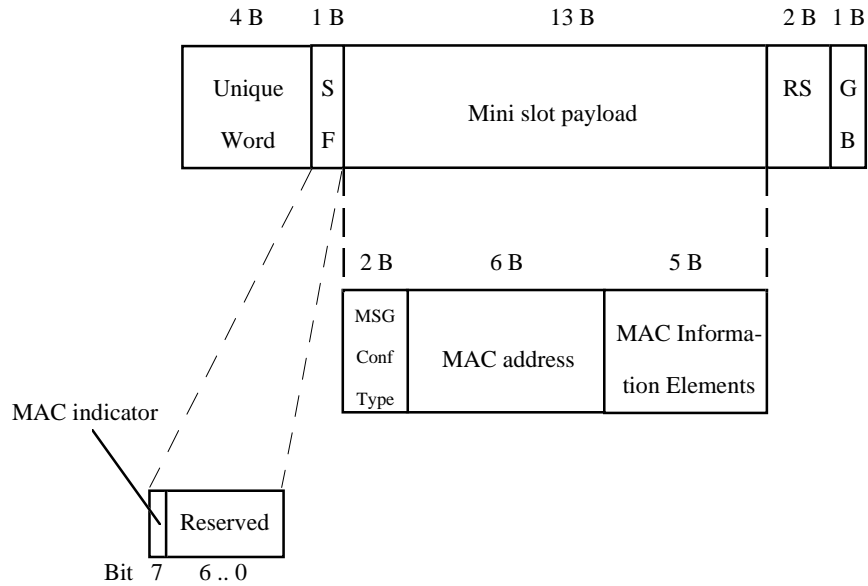 4 B 1 B 13 B 2 B 1 B
Unique
Word
S
F
Mini slot payload
RS
G
B
2 B 6 B 5 B
MSG
Conf
Type
MAC address
MAC Informa-
tion Elements
MAC indicator
Reserved
Bit 7 6 .. 0